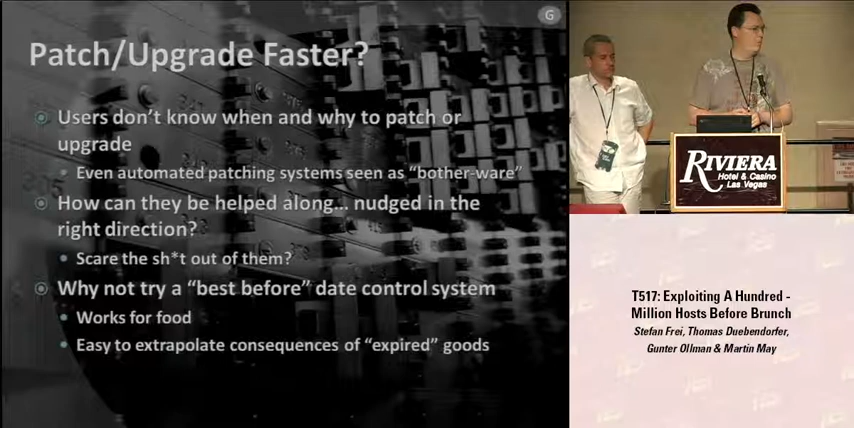 G
Patch/Upgrade Faster?
Users don't know when and why to patch or
upgrade
Even automated patching systems seen as "bother-ware"
How can they be helped along... nudged in the
right direction?
Scare the sh*t out of them?
Why not try a "best before" date control system
Works for food
Easy to extrapolate consequences of "expired" goods
RIVIERA
Hotel & Casino
Las Vegas
T517: Exploiting A Hundred -
Million Hosts Before Brunch
Stefan Frei, Thomas Duebendorfer,
Gunter Ollman & Martin May